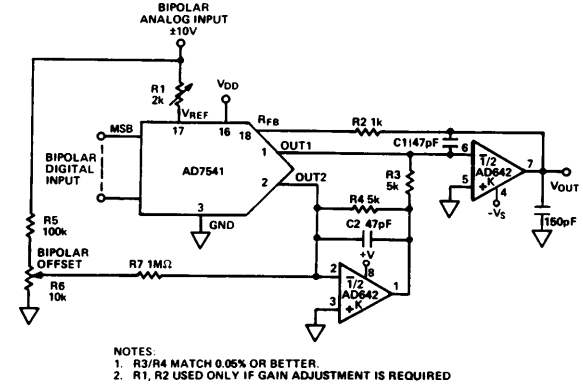 BIPOLAR
ANALOG INPUT
±10V
R1
2k
VDD
VREF
RFB
R2 1k
MSB
17
16
18
C1 47pF
OUT1
1
6
1/2
7
AD7541
OUT2
R3
5k
AD642
BIPOLAR
DIGITAL
INPUT
2
5
+K
4
VOUT
R4 5k
-VS
3
GND
C2 47pF
150pF
R5
100k
+V
BIPOLAR
OFFSET
R7 1MΩ
2
8
1/2
1
AD642
R6
10k
3
+K
NOTES:
1. R3/R4 MATCH 0.05% OR BETTER.
2. R1, R2 USED ONLY IF GAIN ADJUSTMENT IS REQUIRED